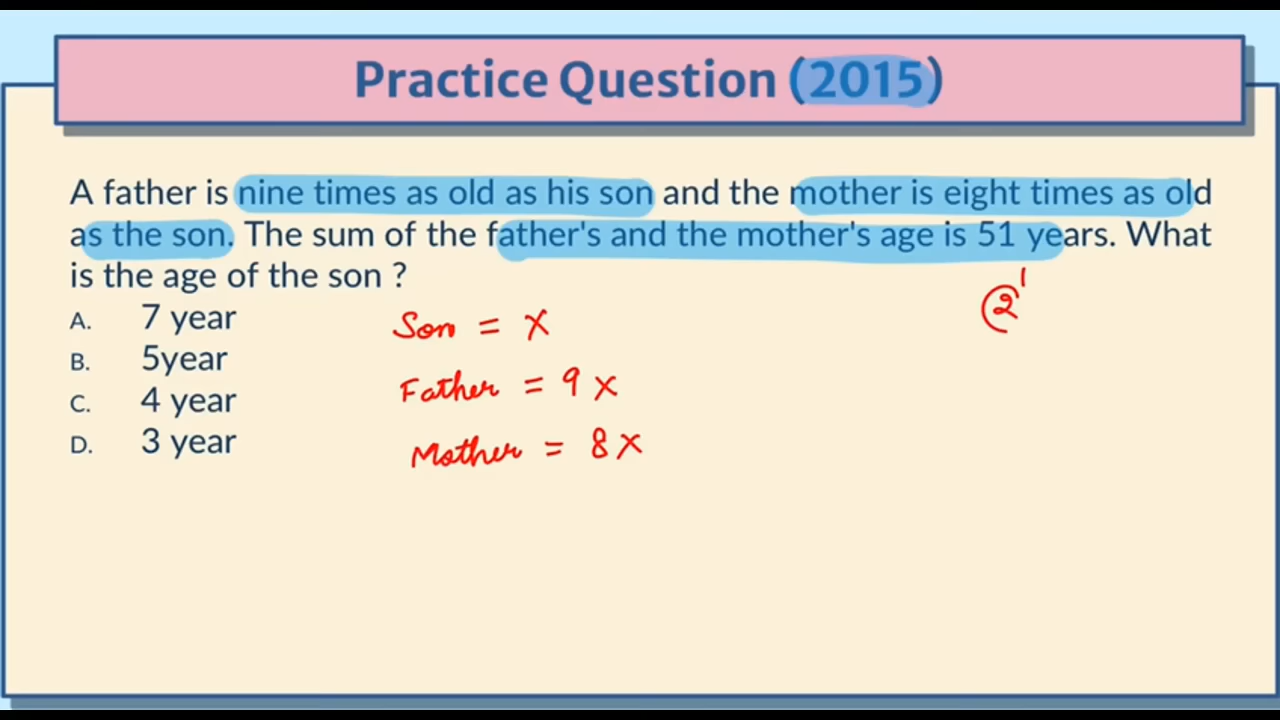 Practice Question (2015)
A father is nine times as old as his son and the mother is eight times as old
as the son. The sum of the father's and the mother's age is 51 years. What
is the age of the son ?
A. 7 year
B. 5year
C. 4 year
D. 3 year
Son = x
Father = 9x
Mother = 8x
2'